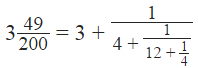 3 49/200 = 3 + 1/(4 + 1/(12 + 1/4))